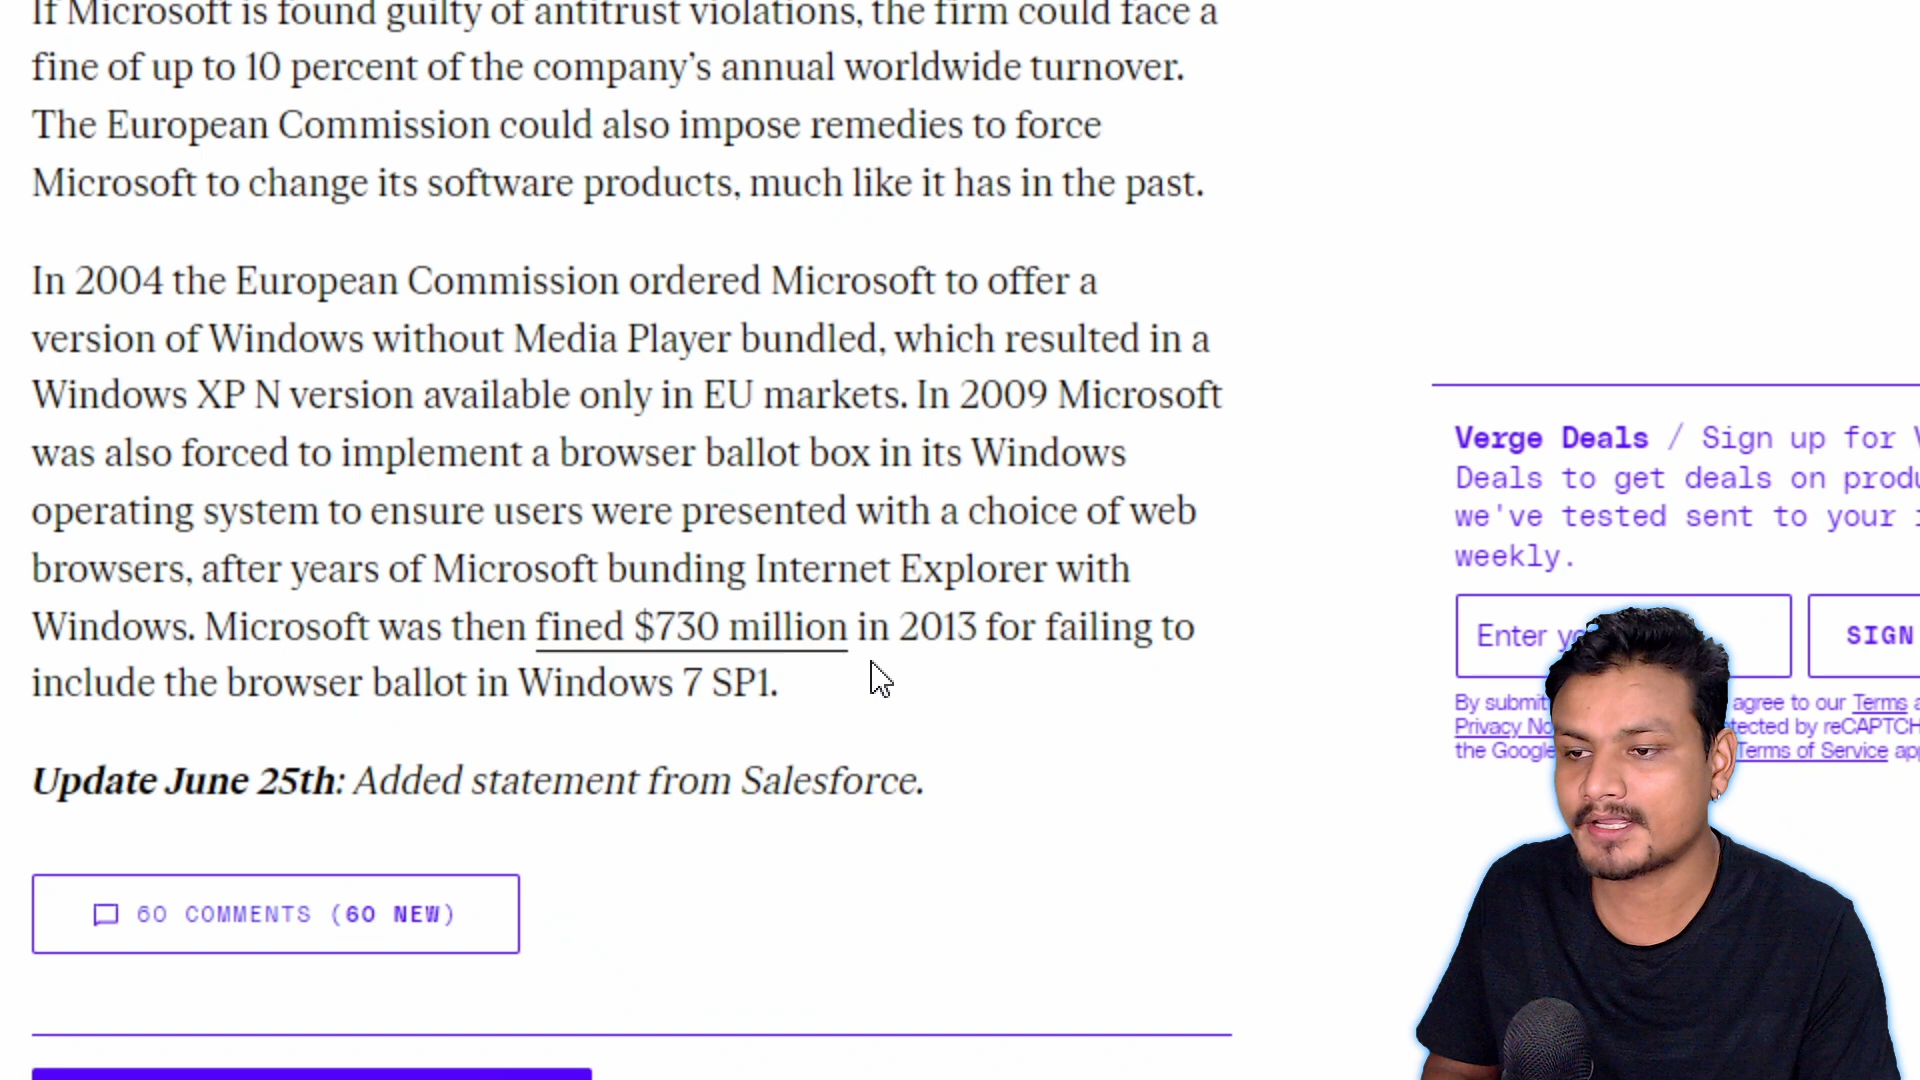 If Microsoft is found guilty of antitrust violations, the firm could face a
fine of up to 10 percent of the company’s annual worldwide turnover.
The European Commission could also impose remedies to force
Microsoft to change its software products, much like it has in the past.
In 2004 the European Commission ordered Microsoft to offer a
version of Windows without Media Player bundled, which resulted in a
Windows XP N version available only in EU markets. In 2009 Microsoft
was also forced to implement a browser ballot box in its Windows
operating system to ensure users were presented with a choice of web
browsers, after years of Microsoft bunding Internet Explorer with
Windows. Microsoft was then fined $730 million in 2013 for failing to
include the browser ballot in Windows 7 SP1.
Update June 25th: Added statement from Salesforce.
60 COMMENTS (60 NEW)
Verge Deals / Sign up for
Deals to get deals on
we've tested sent to your
weekly.
Enter
SIGN
By agree to our Terms
Privacy by
the Google Terms of Service